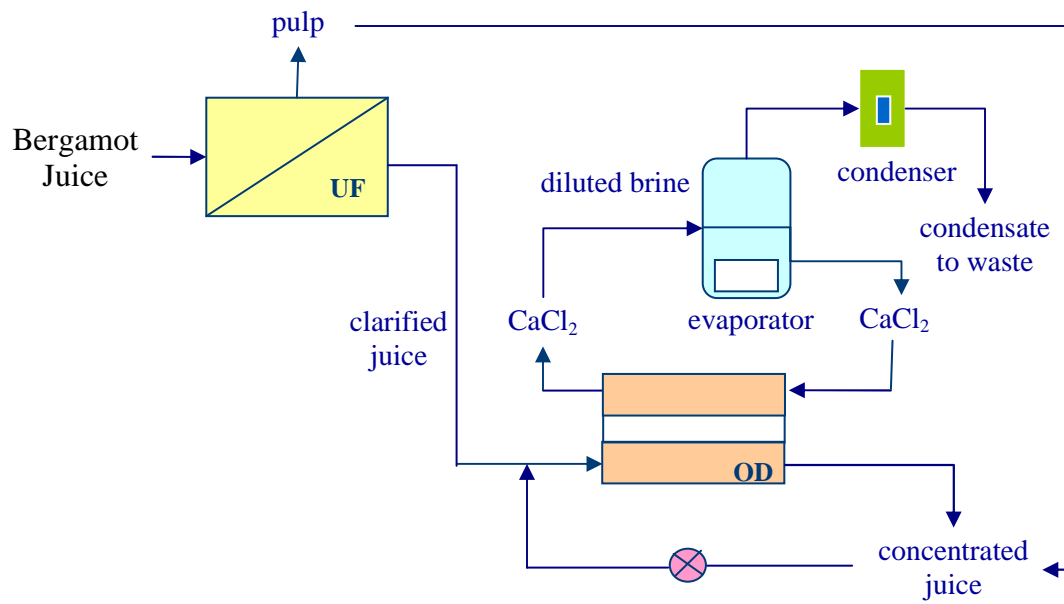 pulp
Bergamot
Juice
UF
diluted brine
condenser
condensate
to waste
clarified
juice
CaCl₂
evaporator
CaCl₂
OD
concentrated
juice